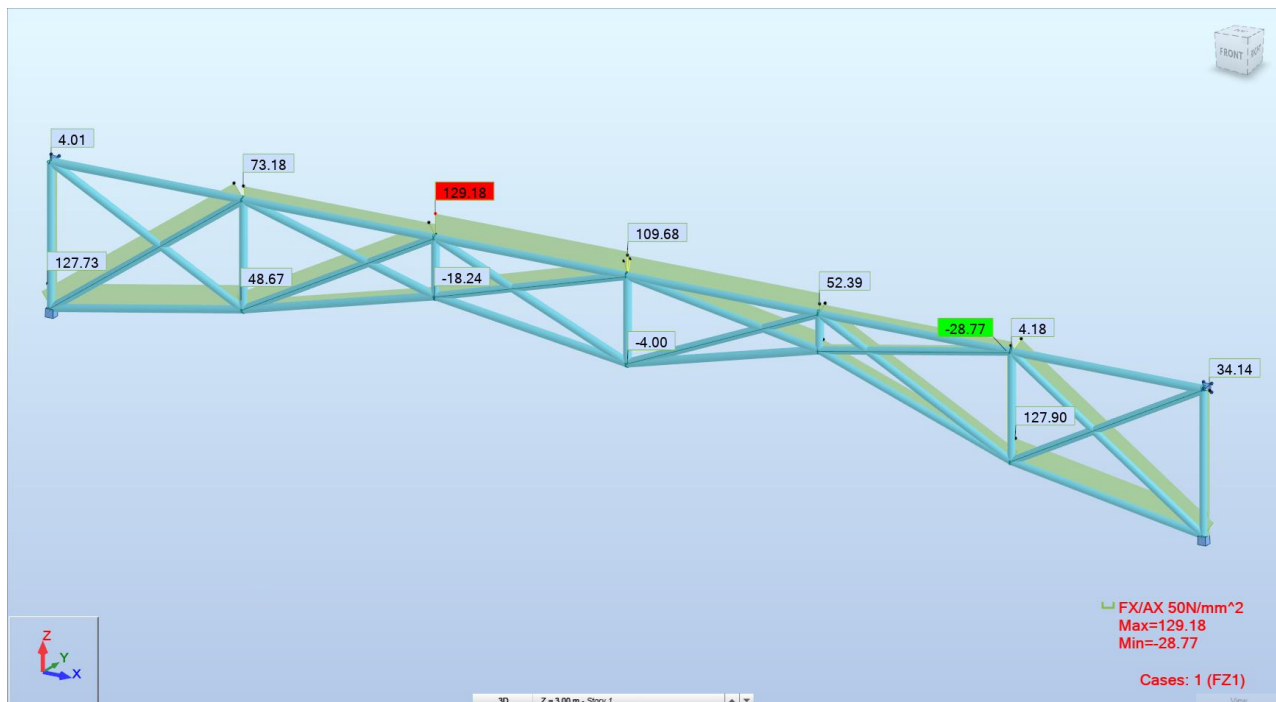 FRONT
4.01
73.18
129.18
109.68
52.39
-28.77
4.18
34.14
127.73
48.67
-18.24
-4.00
127.90
FX/AX 50N/mm^2
Max=129.18
Min=-28.77
Cases: 1 (FZ1)
Z
Y
X
3D
Z = 3.00 m - Story 1
View